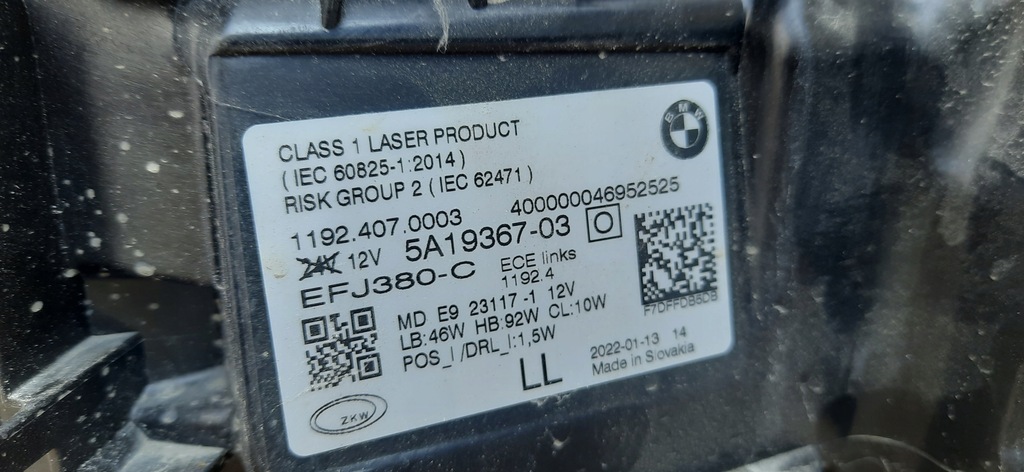 BMW
CLASS 1 LASER PRODUCT
(IEC 60825-1:2014)
RISK GROUP 2 (IEC 62471)
1192.407.0003 400000046952525
12V 5A19367-03
EFJ380-C ECE links
1192.4
MD E9 23117-1 12V
LB:46W HB:92W CL:10W
POS_I/DRL_I:1,5W
F7DFFDB5DB
LL
2022-01-13 14
Made in Slovakia
ZKW